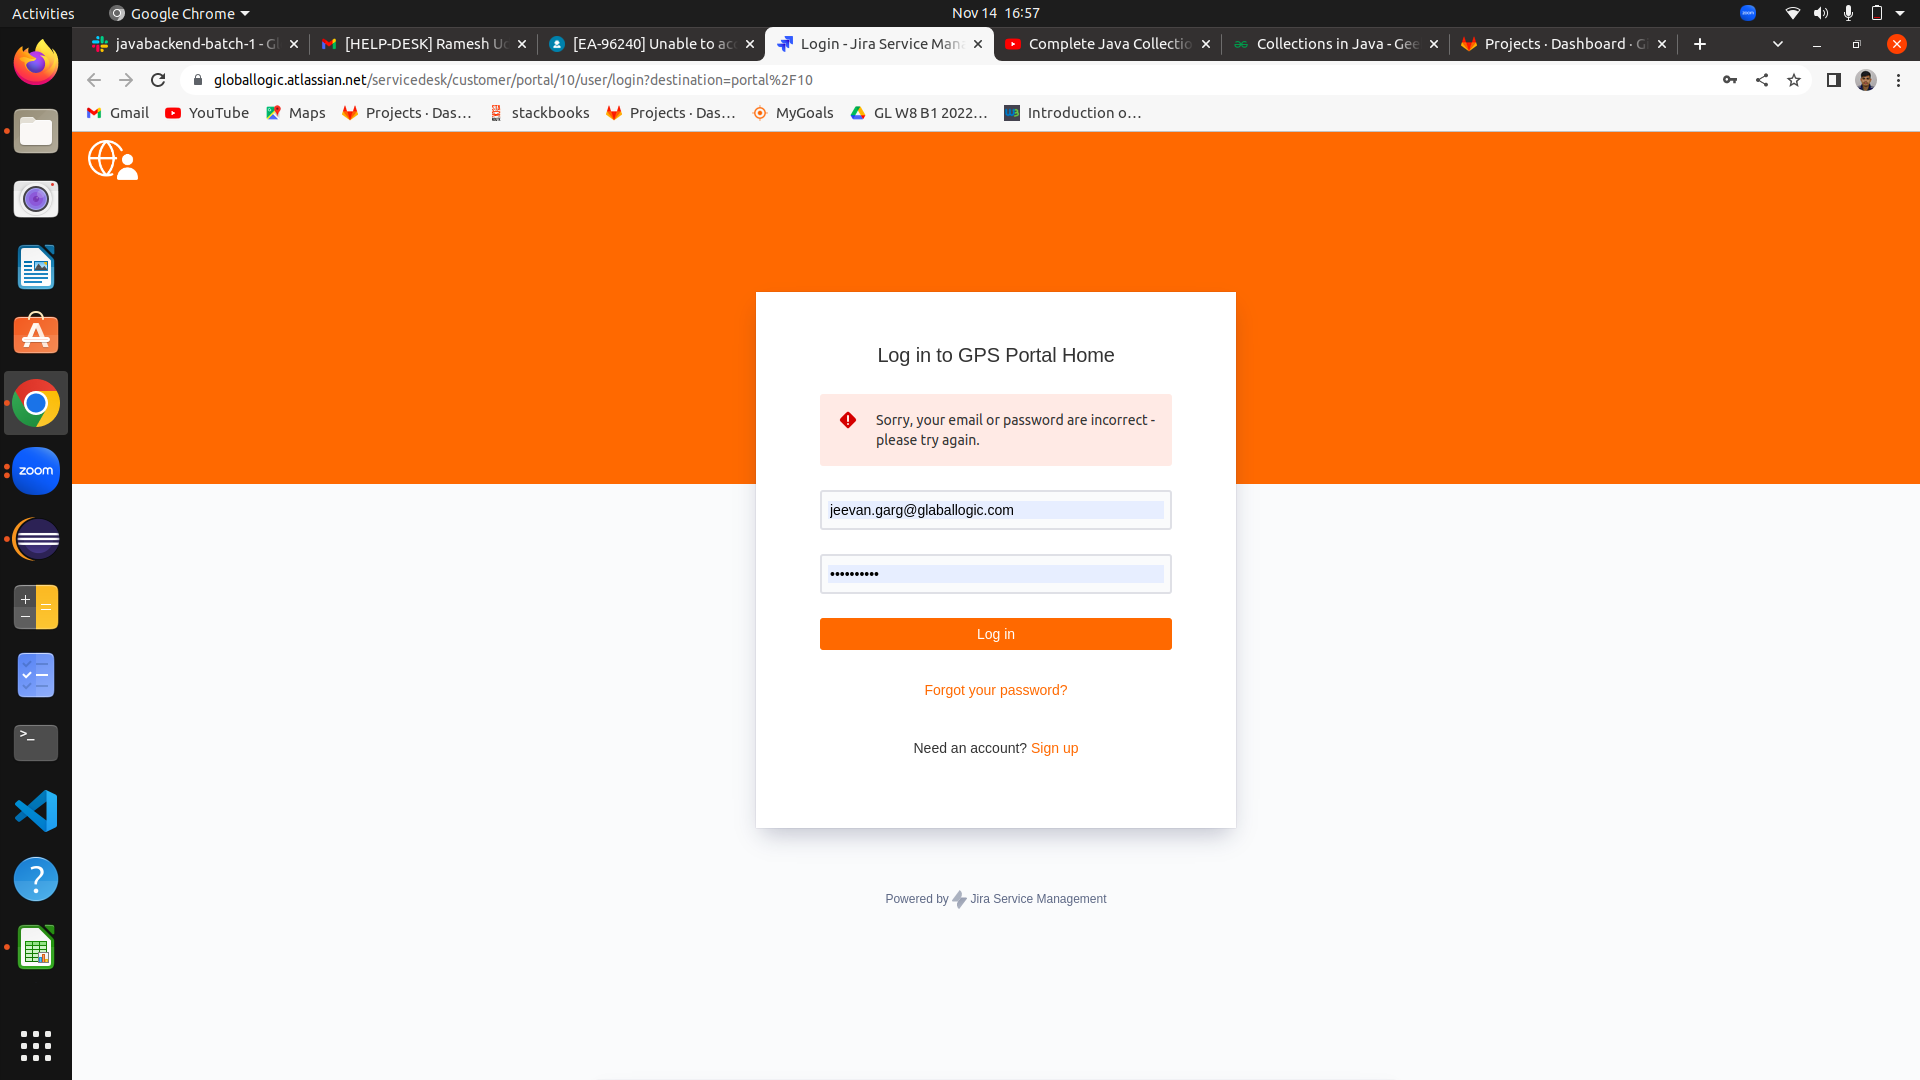 Activities
Google Chrome
Nov 14 16:57
zoom
javabackend-batch-1 - Gl
[HELP-DESK] Ramesh Uc
[EA-96240] Unable to acc
Login - Jira Service Mana
Complete Java Collectio
Collections in Java - Gee
Projects · Dashboard · Gi
globallogic.atlassian.net/servicedesk/customer/portal/10/user/login?destination=portal%2F10
Gmail
YouTube
Maps
Projects · Das...
stackbooks
Projects · Das...
MyGoals
GL W8 B1 2022...
Introduction o...
zoom
Log in to GPS Portal Home
Sorry, your email or password are incorrect -
please try again.
jeevan.garg@glaballogic.com
••••••••••
Log in
Forgot your password?
Need an account? Sign up
Powered by Jira Service Management